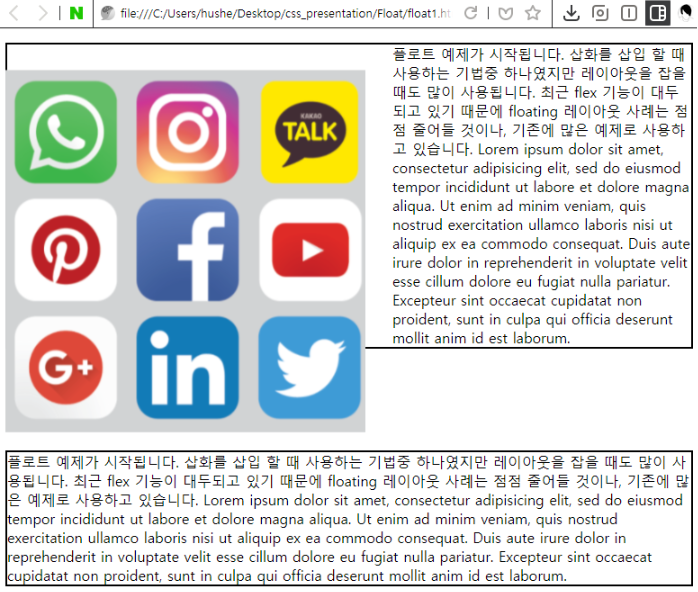 file:///C:/Users/hushe/Desktop/css_presentation/Float/float1.ht
플로트 예제가 시작됩니다. 삽화를 삽입 할 때
사용하는 기법중 하나였지만 레이아웃을 잡을
때도 많이 사용됩니다. 최근 flex 기능이 대두
되고 있기 때문에 floating 레이아웃 사례는 점
점 줄어들 것이나, 기존에 많은 예제로 사용하
고 있습니다. Lorem ipsum dolor sit amet,
consectetur adipisicing elit, sed do eiusmod
tempor incididunt ut labore et dolore magna
aliqua. Ut enim ad minim veniam, quis
nostrud exercitation ullamco laboris nisi ut
aliquip ex ea commodo consequat. Duis aute
irure dolor in reprehenderit in voluptate velit
esse cillum dolore eu fugiat nulla pariatur.
Excepteur sint occaecat cupidatat non
proident, sunt in culpa qui officia deserunt
mollit anim id est laborum.
KAKAO
TALK
f
G+
in
플로트 예제가 시작됩니다. 삽화를 삽입 할 때 사용하는 기법중 하나였지만 레이아웃을 잡을 때도 많이 사
용됩니다. 최근 flex 기능이 대두되고 있기 때문에 floating 레이아웃 사례는 점점 줄어들 것이나, 기존에 많
은 예제로 사용하고 있습니다. Lorem ipsum dolor sit amet, consectetur adipisicing elit, sed do eiusmod
tempor incididunt ut labore et dolore magna aliqua. Ut enim ad minim veniam, quis nostrud
exercitation ullamco laboris nisi ut aliquip ex ea commodo consequat. Duis aute irure dolor in
reprehenderit in voluptate velit esse cillum dolore eu fugiat nulla pariatur. Excepteur sint occaecat
cupidatat non proident, sunt in culpa qui officia deserunt mollit anim id est laborum.